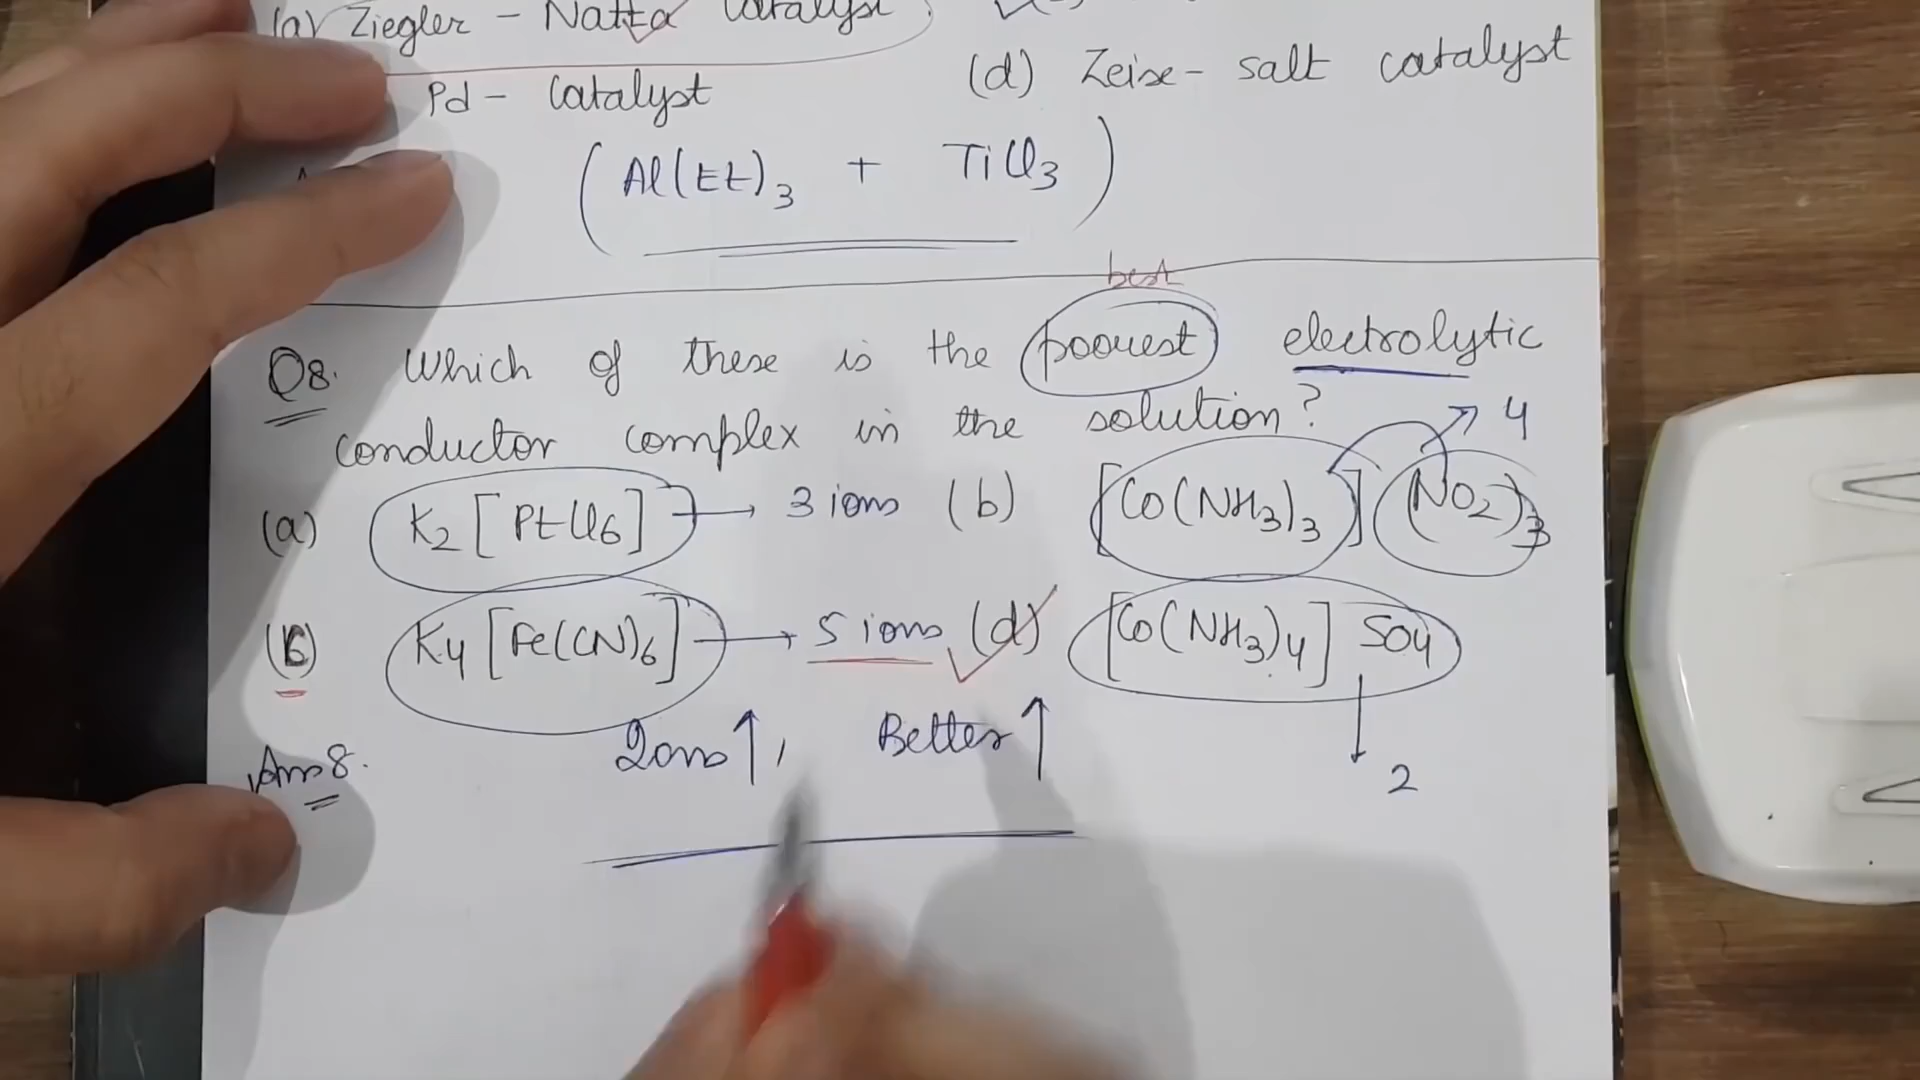 (a) Ziegler - Natta Catalyst
Pd - Catalyst (d) Zeise - salt catalyst
(Al(Et)3 + TiCl3)
best
Q8. Which of these is the poorest electrolytic
conductor complex in the solution? 4
(a) K2 [PtCl6] → 3 ions (b) [Co(NH3)3] (NO2)3
(c) K4 [Fe(CN)6] → 5 ions (d) [Co(NH3)4] SO4
Ions ↑, Better ↑ 2
Ans 8.